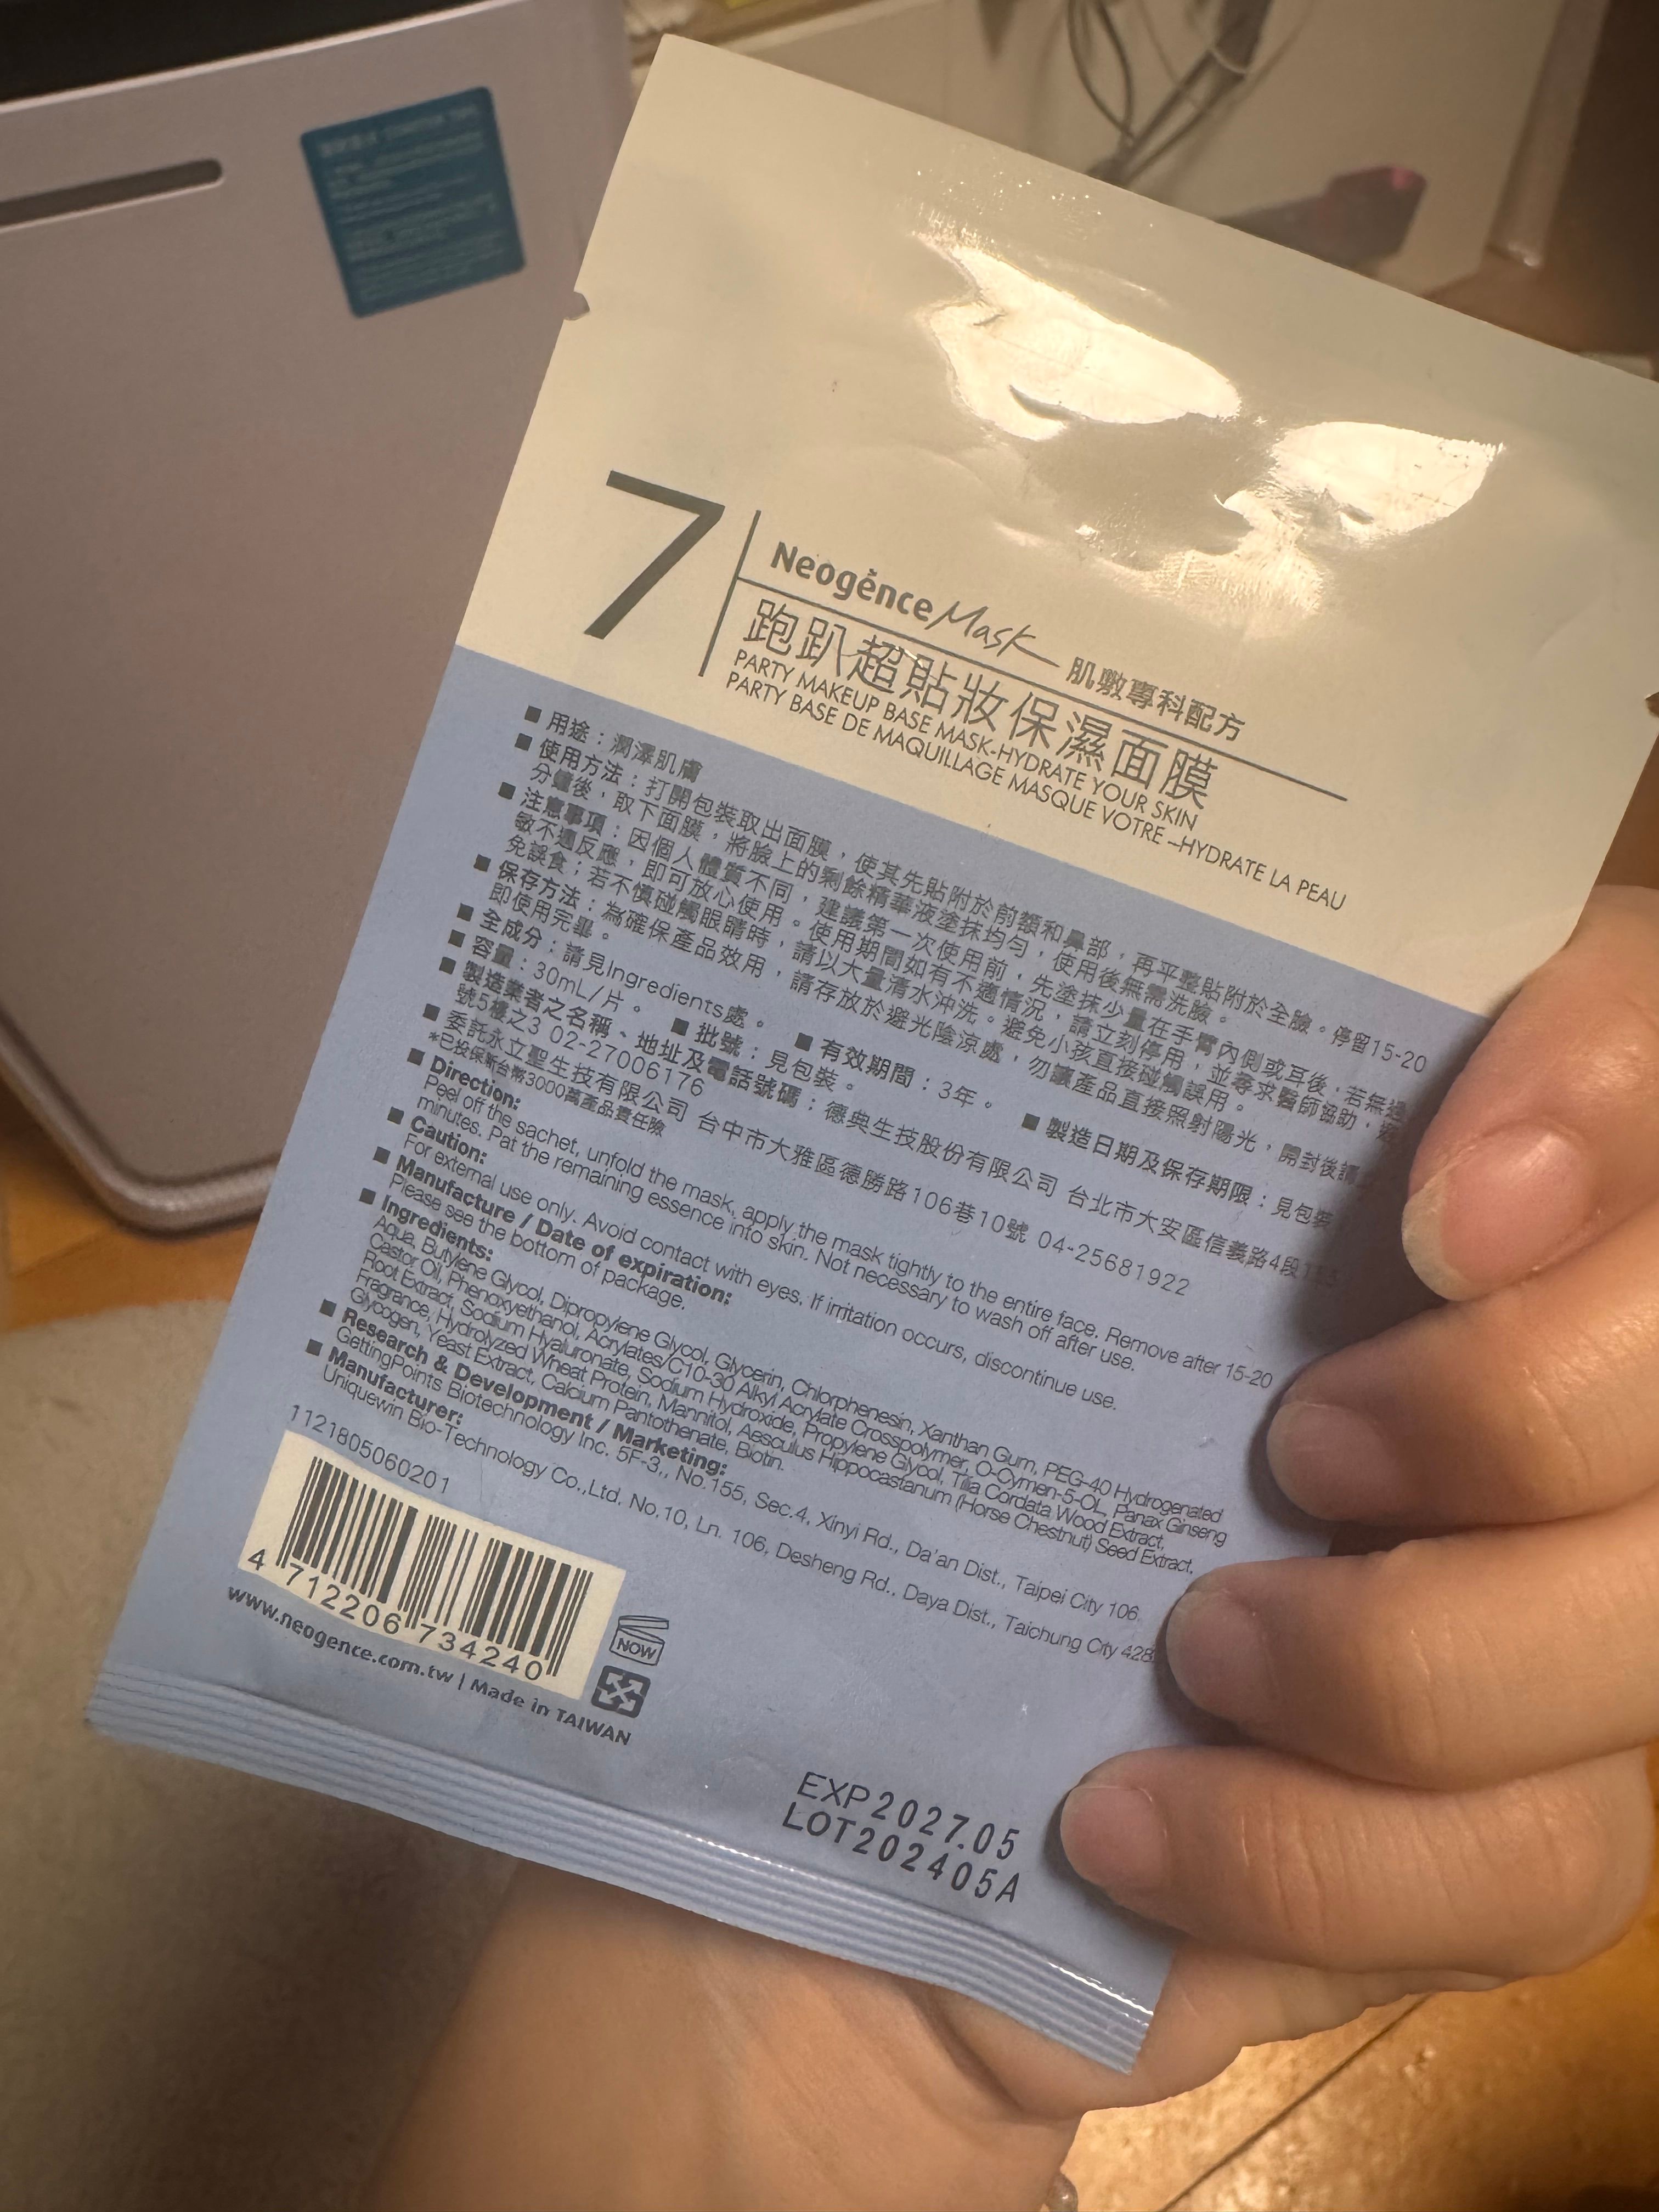 7
Neogence Mask 肌嫩專科配方
跑趴超貼妝保濕面膜
PARTY MAKEUP BASE MASK-HYDRATE YOUR SKIN
PARTY BASE DE MAQUILLAGE MASQUE VOTRE –HYDRATE LA PEAU
■ 用途：潤澤肌膚
■ 使用方法：打開包裝取出面膜，使其先貼附於前額和鼻部，再平整貼附於全臉。停留15-20
分鐘後，取下面膜，將臉上的剩餘精華液塗抹均勻，使用後無需洗臉。
■ 注意事項：因個人體質不同，建議第一次使用前，先塗抹少量在手臂內側或耳後，若無過
敏不適反應，即可放心使用。使用期間如有不適情況，請立刻停用，並尋求醫師協助，避
免誤食；若不慎碰觸眼睛時，請以大量清水沖洗。避免小孩直接碰觸誤用。
■ 保存方法：為確保產品效用，請存放於避光陰涼處，勿讓產品直接照射陽光，開封後請
即使用完畢。
■ 全成分：請見Ingredients處。 ■ 有效期間：3年。 ■ 製造日期及保存期限：見包裝
■ 容量：30mL/片。 ■ 批號：見包裝。
■ 製造業者之名稱、地址及電話號碼：德典生技股份有限公司 台北市大安區信義路4段155
號5樓之3 02-27006176
■ 委託永立聖生技有限公司 台中市大雅區德勝路106巷10號 04-25681922
*已投保新台幣3000萬產品責任險
■ Direction:
Peel off the sachet, unfold the mask, apply the mask tightly to the entire face. Remove after 15-20
minutes. Pat the remaining essence into skin. Not necessary to wash off after use.
■ Caution:
For external use only. Avoid contact with eyes. If irritation occurs, discontinue use.
■ Manufacture / Date of expiration:
Please see the bottom of package.
■ Ingredients:
Aqua, Butylene Glycol, Dipropylene Glycol, Glycerin, Chlorphenesin, Xanthan Gum, PEG-40 Hydrogenated
Castor Oil, Phenoxyethanol, Acrylates/C10-30 Alkyl Acrylate Crosspolymer, O-Cymen-5-OL, Panax Ginseng
Root Extract, Sodium Hyaluronate, Sodium Hydroxide, Propylene Glycol, Tilia Cordata Wood Extract,
Fragrance, Hydrolyzed Wheat Protein, Mannitol, Aesculus Hippocastanum (Horse Chestnut) Seed Extract,
Glycogen, Yeast Extract, Calcium Pantothenate, Biotin.
■ Research & Development / Marketing:
GettingPoints Biotechnology Inc. 5F-3., No.155, Sec.4, Xinyi Rd., Da'an Dist., Taipei City 106
■ Manufacturer:
Uniquewin Bio-Technology Co.,Ltd. No.10, Ln. 106, Desheng Rd., Daya Dist., Taichung City 428
1121805060201
4 712206 734240
NOW
www.neogence.com.tw | Made in TAIWAN
EXP2027.05
LOT202405A